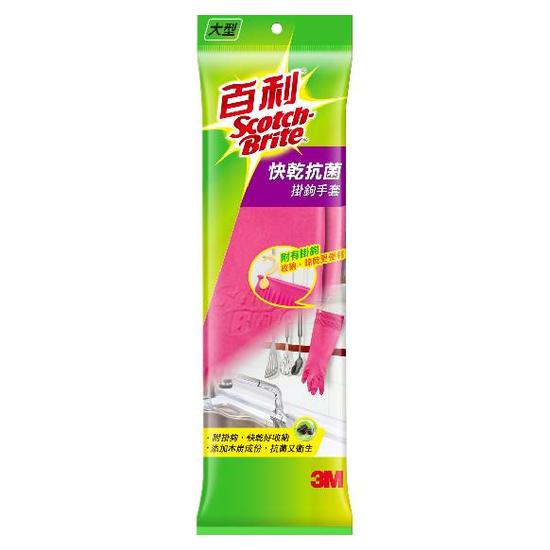 大型
百利®
Scotch-
Brite
快乾抗菌
掛鉤手套
附有掛鉤
收納、晾乾更便利
Scotch
Brite
·附掛鉤,快乾好收納
·添加木炭成份,抗菌又衛生
3M